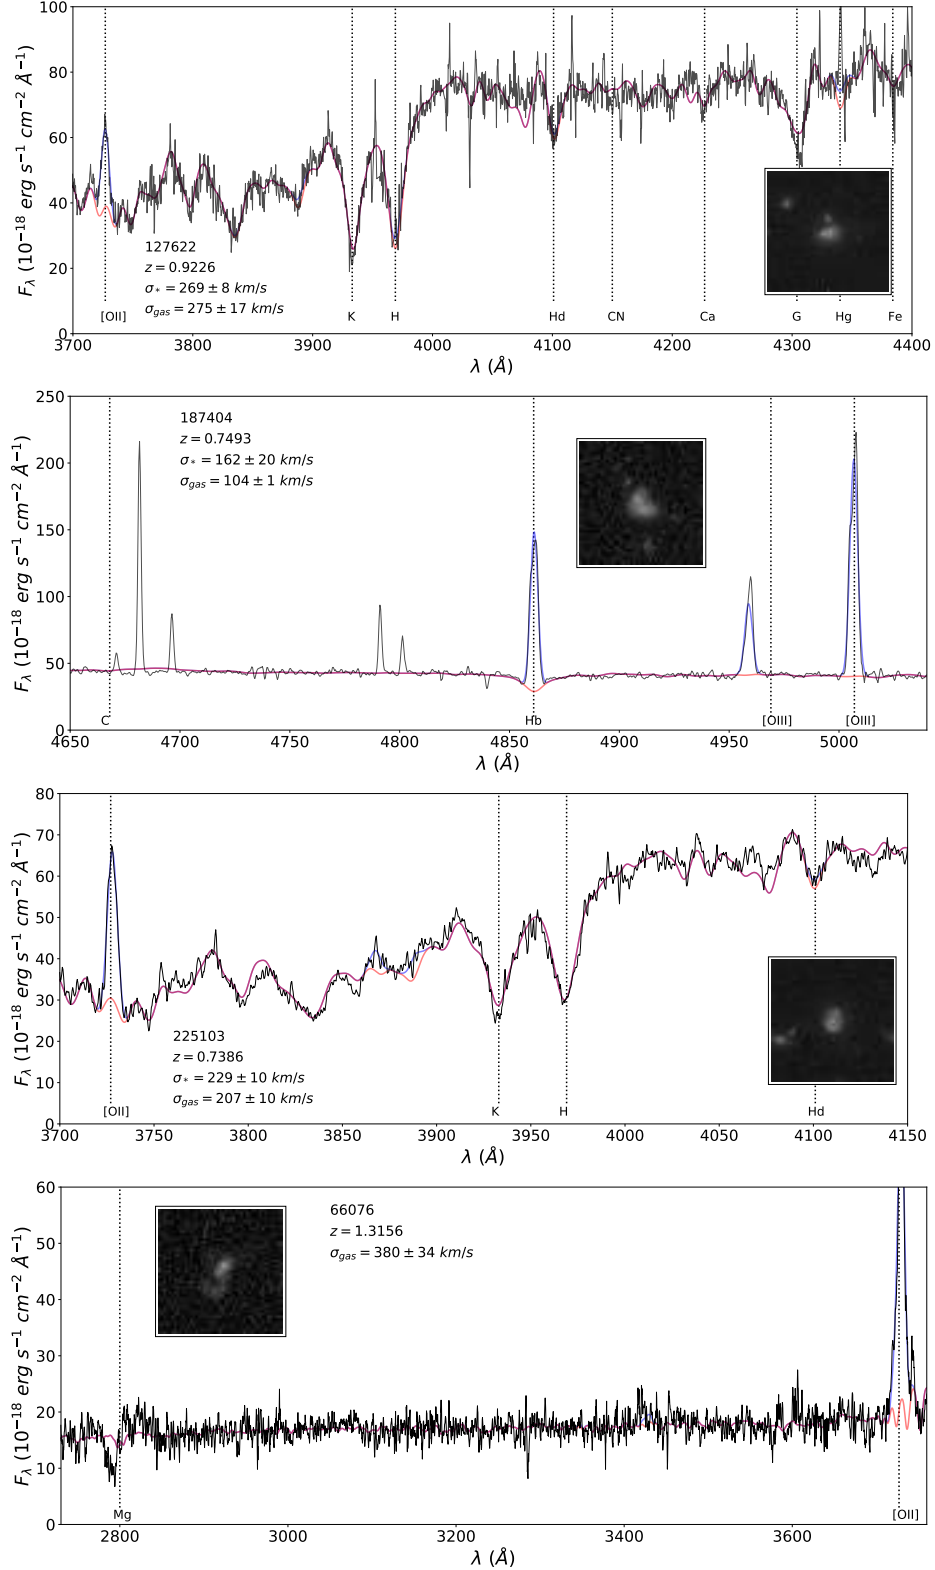 100
80
60
40
20
0
F_λ (10⁻¹⁸ erg s⁻¹ cm⁻² Å⁻¹)
127622
z = 0.9226
σ_* = 269 ± 8 km/s
σ_gas = 275 ± 17 km/s
[OII] K H Hd CN Ca G Hg Fe
3700 3800 3900 4000 4100 4200 4300 4400
λ (Å)
250
200
150
100
50
0
F_λ (10⁻¹⁸ erg s⁻¹ cm⁻² Å⁻¹)
187404
z = 0.7493
σ_* = 162 ± 20 km/s
σ_gas = 104 ± 1 km/s
C Hb [OIII] [OIII]
4650 4700 4750 4800 4850 4900 4950 5000
λ (Å)
80
70
60
50
40
30
20
10
0
F_λ (10⁻¹⁸ erg s⁻¹ cm⁻² Å⁻¹)
225103
z = 0.7386
σ_* = 229 ± 10 km/s
σ_gas = 207 ± 10 km/s
[OII] K H Hd
3700 3750 3800 3850 3900 3950 4000 4050 4100 4150
λ (Å)
60
50
40
30
20
10
0
F_λ (10⁻¹⁸ erg s⁻¹ cm⁻² Å⁻¹)
66076
z = 1.3156
σ_gas = 380 ± 34 km/s
Mg [OII]
2800 3000 3200 3400 3600
λ (Å)